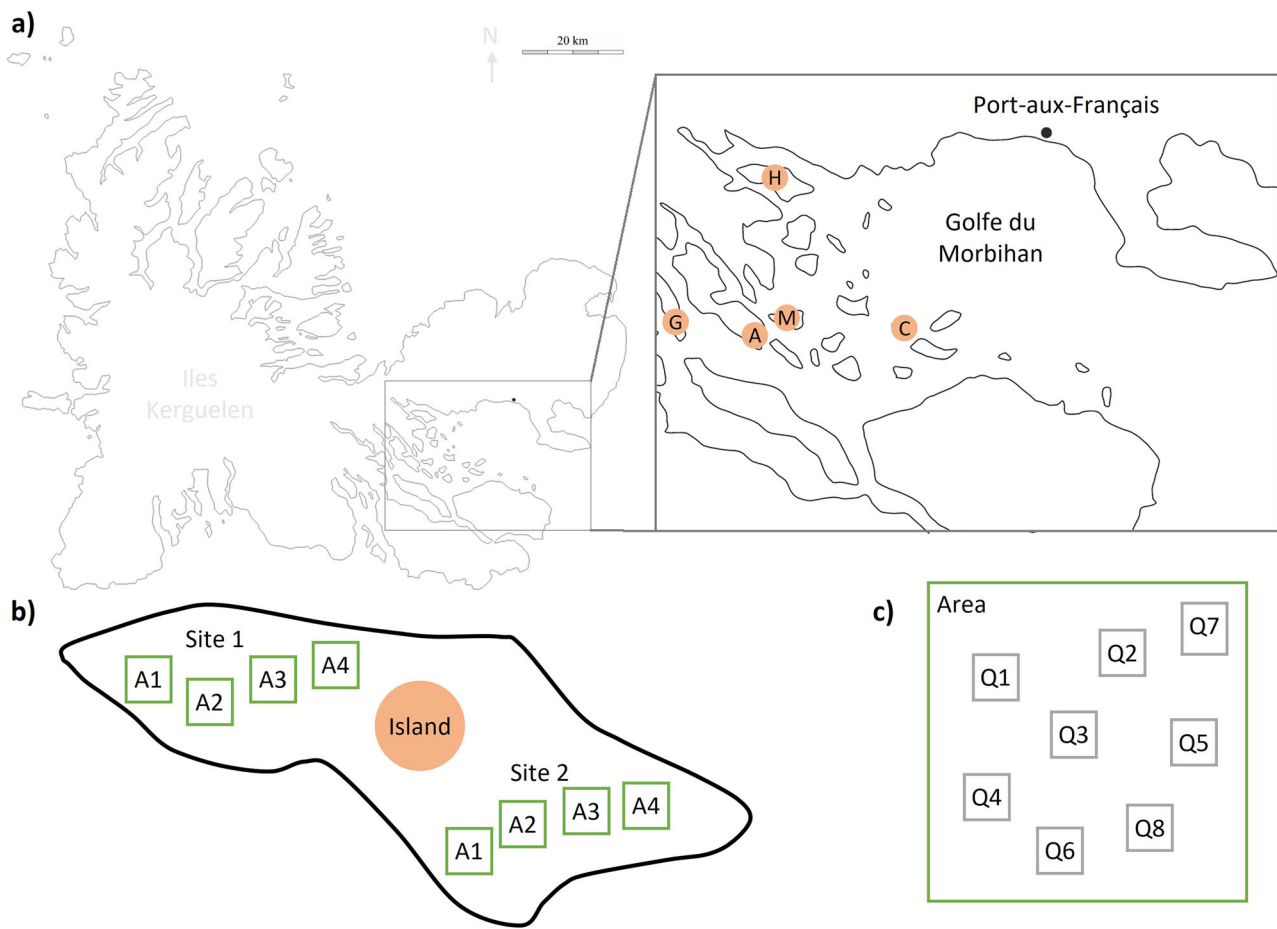 a)
N
20 km
Iles
Kerguelen
Port-aux-Français
H
Golfe du
Morbihan
G
A
M
C
b)
Site 1
A1
A2
A3
A4
Island
Site 2
A1
A2
A3
A4
c)
Area
Q1
Q2
Q7
Q3
Q5
Q4
Q6
Q8